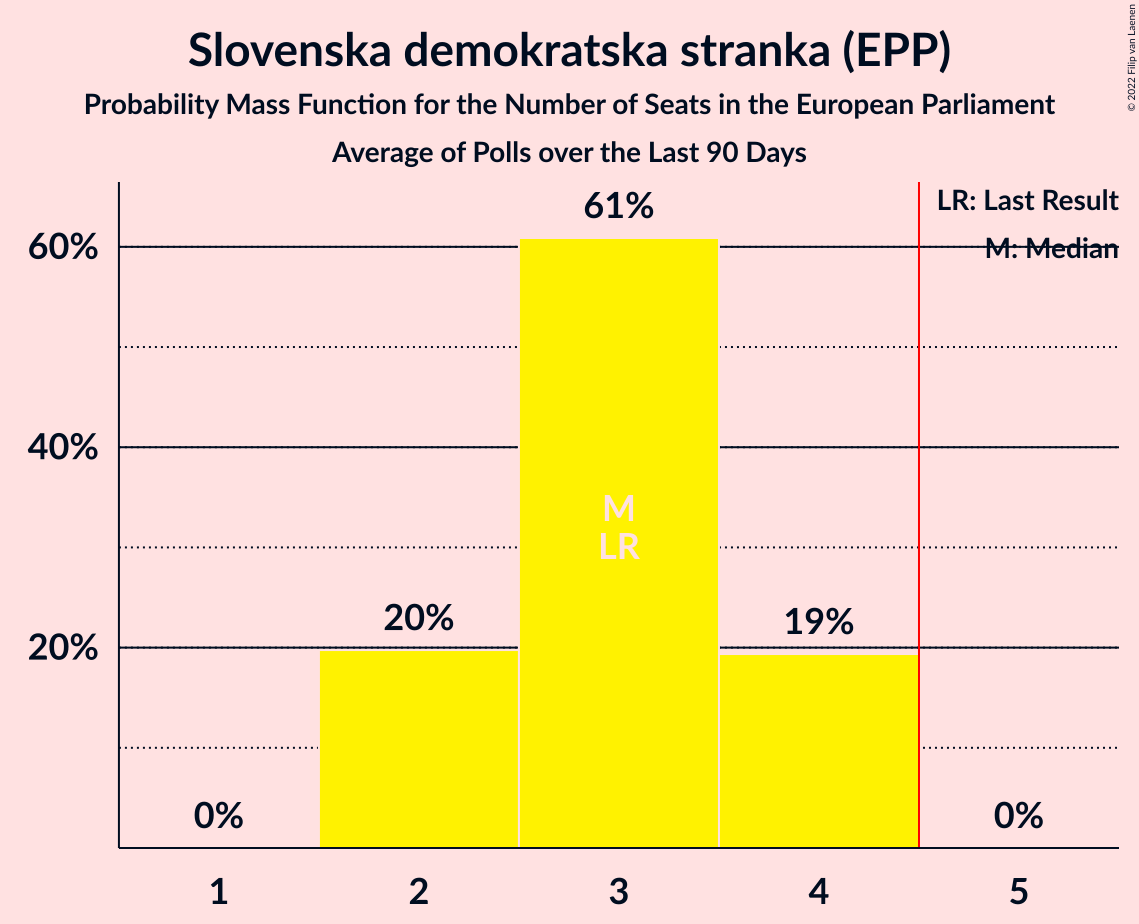 Slovenska demokratska stranka (EPP)
Probability Mass Function for the Number of Seats in the European Parliament
Average of Polls over the Last 90 Days
© 2022 Filip van Laenen
LR: Last Result
M: Median
60%
40%
20%
0%
20%
61%
19%
0%
M
LR
1
2
3
4
5